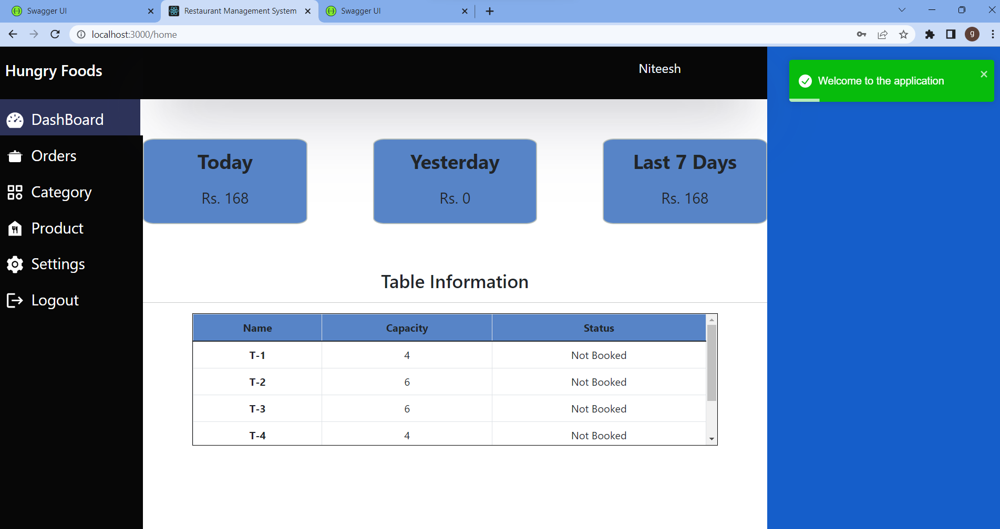 Swagger UI
Restaurant Management System
Swagger UI
localhost:3000/home
g
Hungry Foods
Niteesh
Welcome to the application
DashBoard
Orders
Category
Product
Settings
Logout
Today
Rs. 168
Yesterday
Rs. 0
Last 7 Days
Rs. 168
Table Information
Name Capacity Status
T-1 4 Not Booked
T-2 6 Not Booked
T-3 6 Not Booked
T-4 4 Not Booked